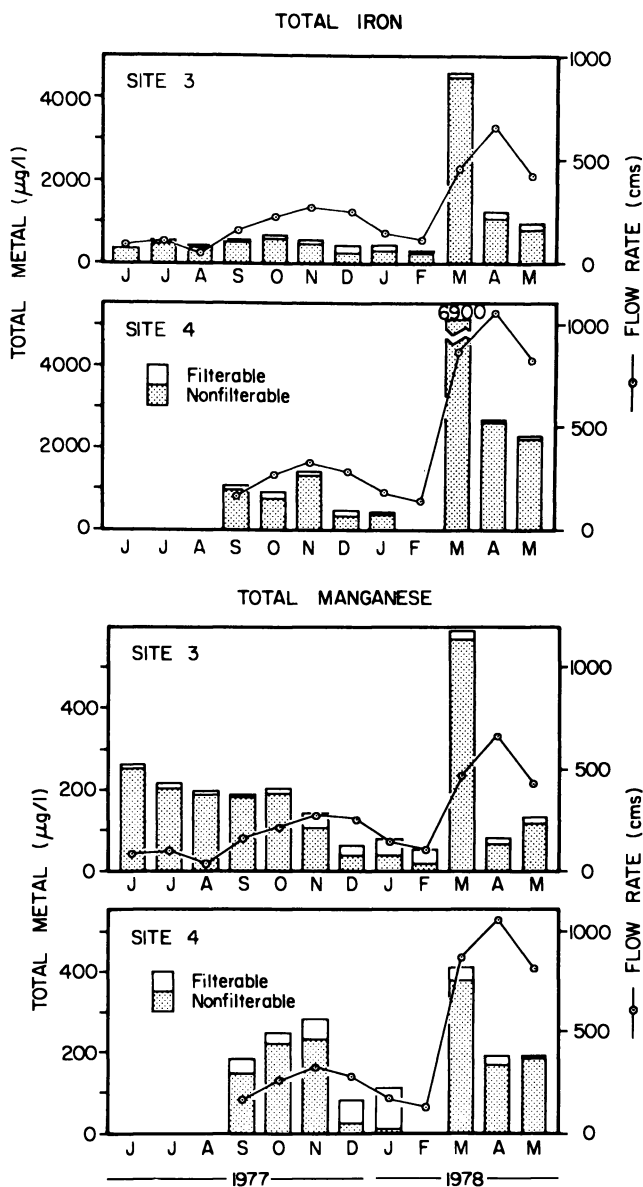 TOTAL IRON
SITE 3
4000
2000
0
1000
500
0
J J A S O N D J F M A M
TOTAL METAL (µg/l)
FLOW RATE (cms)
SITE 4
6900
Filterable
Nonfilterable
4000
2000
0
1000
500
0
J J A S O N D J F M A M
TOTAL MANGANESE
SITE 3
400
200
0
1000
500
0
J J A S O N D J F M A M
TOTAL METAL (µg/l)
FLOW RATE (cms)
SITE 4
Filterable
Nonfilterable
400
200
0
1000
500
0
J J A S O N D J F M A M
1977 1978